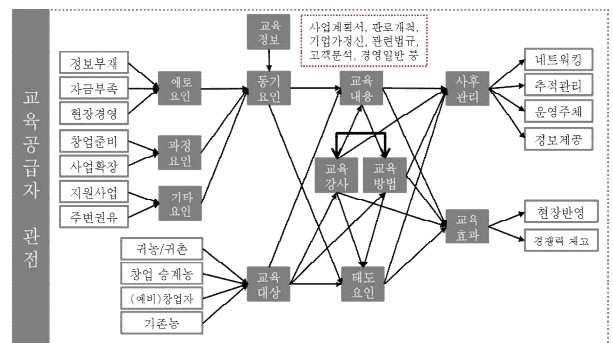 교육공급자 관점
교육
정보
사업계획서, 판로개척,
기업가정신, 관련법규,
고객분석, 경영일반 등
정보부재
자금부족
현장경영
창업준비
사업확장
지원사업
주변권유
애로
요인
과정
요인
기타
요인
동기
요인
교육
내용
교육
강사
교육
방법
사후
관리
네트워킹
추적관리
운영주체
정보제공
귀농/귀촌
창업 승계농
(예비)창업자
기존농
교육
대상
태도
요인
교육
효과
현장반영
경쟁력 제고